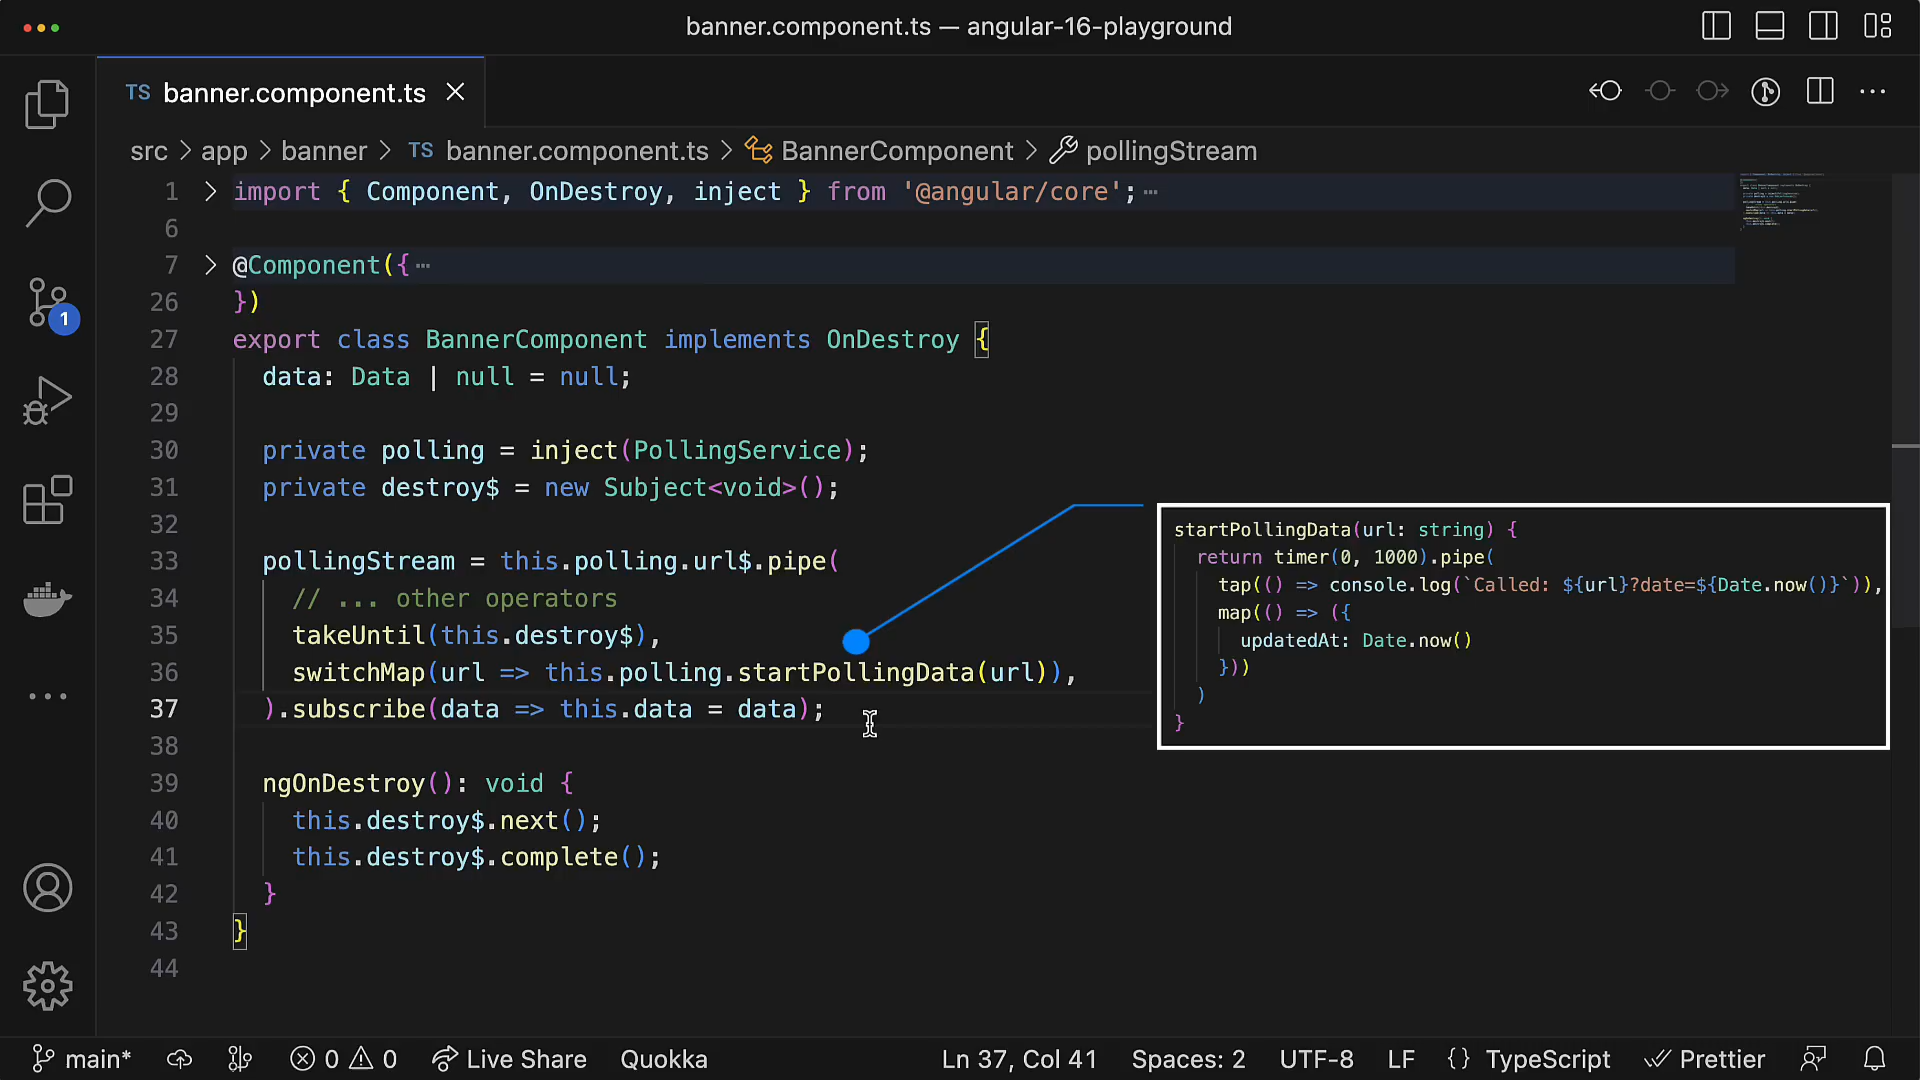 banner.component.ts — angular-16-playground
TS banner.component.ts
src > app > banner > TS banner.component.ts > BannerComponent > pollingStream
1 import { Component, OnDestroy, inject } from '@angular/core';
6
7 @Component({
26 })
27 export class BannerComponent implements OnDestroy {
28 data: Data | null = null;
29
30 private polling = inject(PollingService);
31 private destroy$ = new Subject<void>();
32
33 pollingStream = this.polling.url$.pipe(
34 // ... other operators
35 takeUntil(this.destroy$),
36 switchMap(url => this.polling.startPollingData(url)),
37 ).subscribe(data => this.data = data);
38
39 ngOnDestroy(): void {
40 this.destroy$.next();
41 this.destroy$.complete();
42 }
43 }
44
startPollingData(url: string) {
return timer(0, 1000).pipe(
tap(() => console.log(`Called: ${url}?date=${Date.now()}`)),
map(() => ({
updatedAt: Date.now()
}))
)
}
1
main* 0 0 Live Share Quokka Ln 37, Col 41 Spaces: 2 UTF-8 LF {} TypeScript Prettier